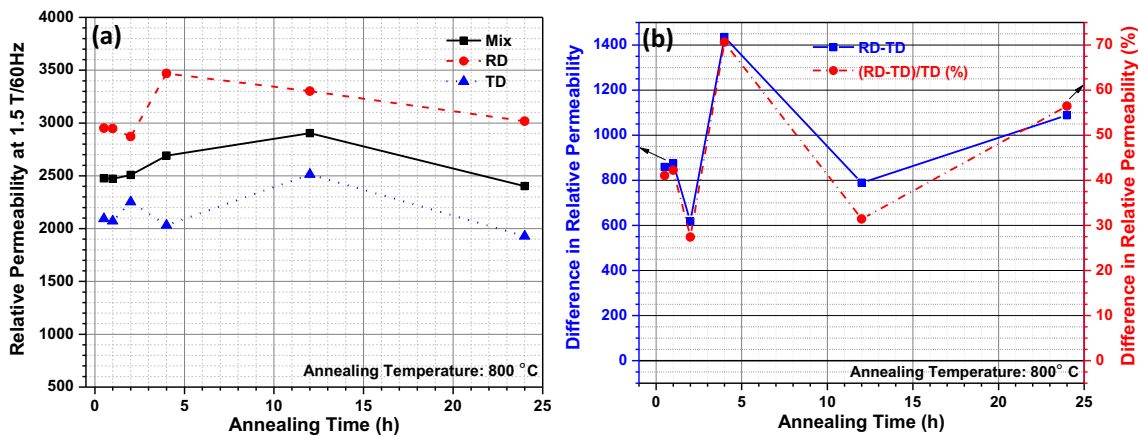 (a)
Mix
RD
TD
4000
3500
3000
2500
2000
1500
1000
500
Relative Permeability at 1.5 T/60Hz
Annealing Temperature: 800 °C
0 5 10 15 20 25
Annealing Time (h)
(b)
RD-TD
(RD-TD)/TD (%)
1400
1200
1000
800
600
400
200
0
Difference in Relative Permeability
70
60
50
40
30
20
10
0
Difference in Relative Permeability (%)
Annealing Temperature: 800° C
0 5 10 15 20 25
Annealing Time (h)